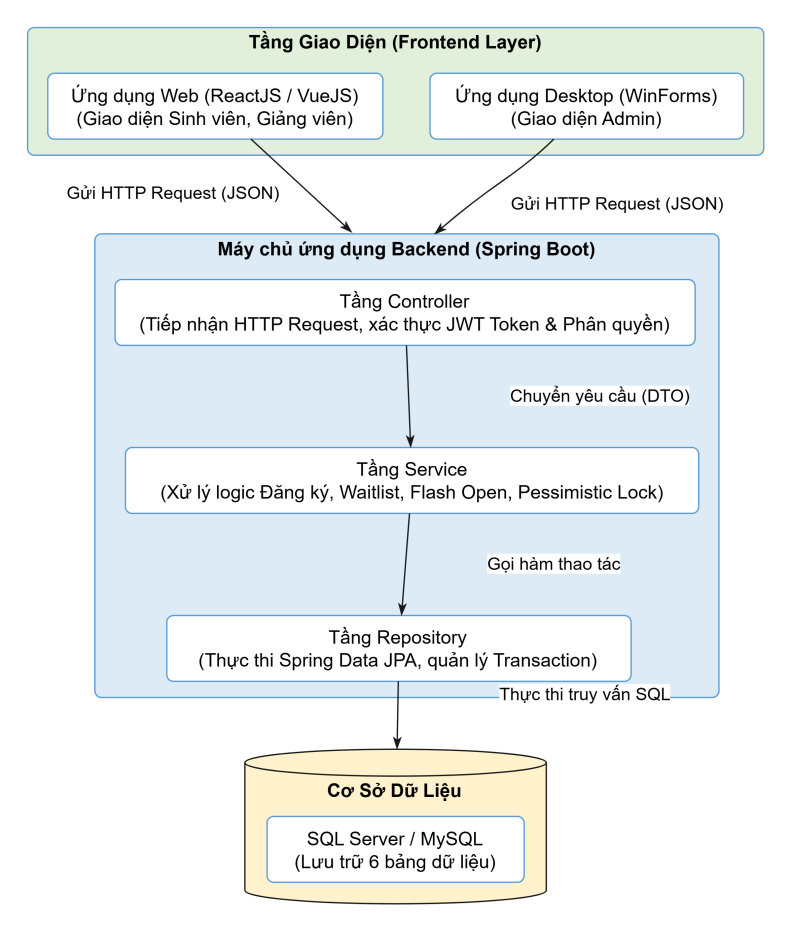 Tầng Giao Diện (Frontend Layer)
Ứng dụng Web (ReactJS / VueJS)
(Giao diện Sinh viên, Giảng viên)
Ứng dụng Desktop (WinForms)
(Giao diện Admin)
Gửi HTTP Request (JSON)
Gửi HTTP Request (JSON)
Máy chủ ứng dụng Backend (Spring Boot)
Tầng Controller
(Tiếp nhận HTTP Request, xác thực JWT Token & Phân quyền)
Chuyển yêu cầu (DTO)
Tầng Service
(Xử lý logic Đăng ký, Waitlist, Flash Open, Pessimistic Lock)
Gọi hàm thao tác
Tầng Repository
(Thực thi Spring Data JPA, quản lý Transaction)
Thực thi truy vấn SQL
Cơ Sở Dữ Liệu
SQL Server / MySQL
(Lưu trữ 6 bảng dữ liệu)